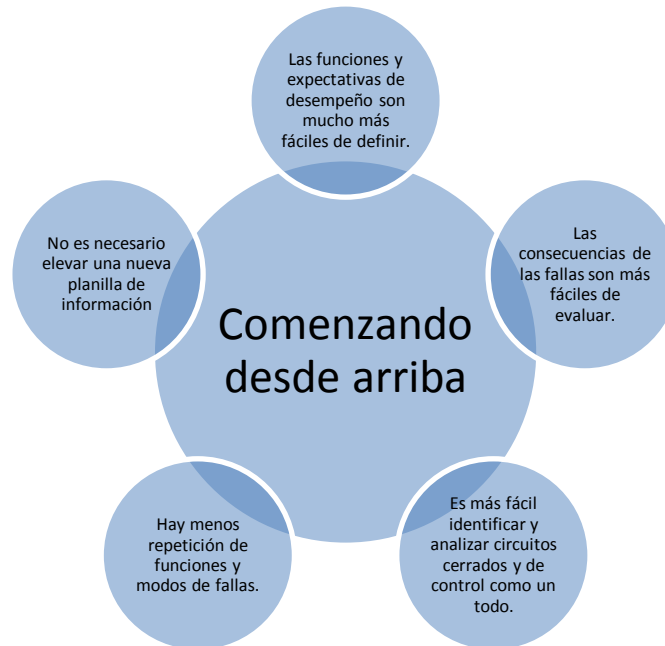 Las funciones y
expectativas de
desempeño son
mucho más
fáciles de definir.
Las
consecuencias de
las fallas son más
fáciles de
evaluar.
Es más fácil
identificar y
analizar circuitos
cerrados y de
control como un
todo.
Hay menos
repetición de
funciones y
modos de fallas.
No es necesario
elevar una nueva
planilla de
información
Comenzando
desde arriba